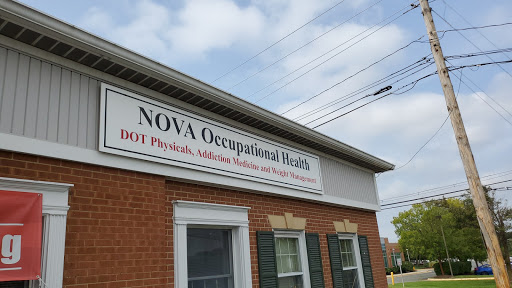 NOVA Occupational Health
DOT Physicals, Addiction Medicine and Weight Management
g